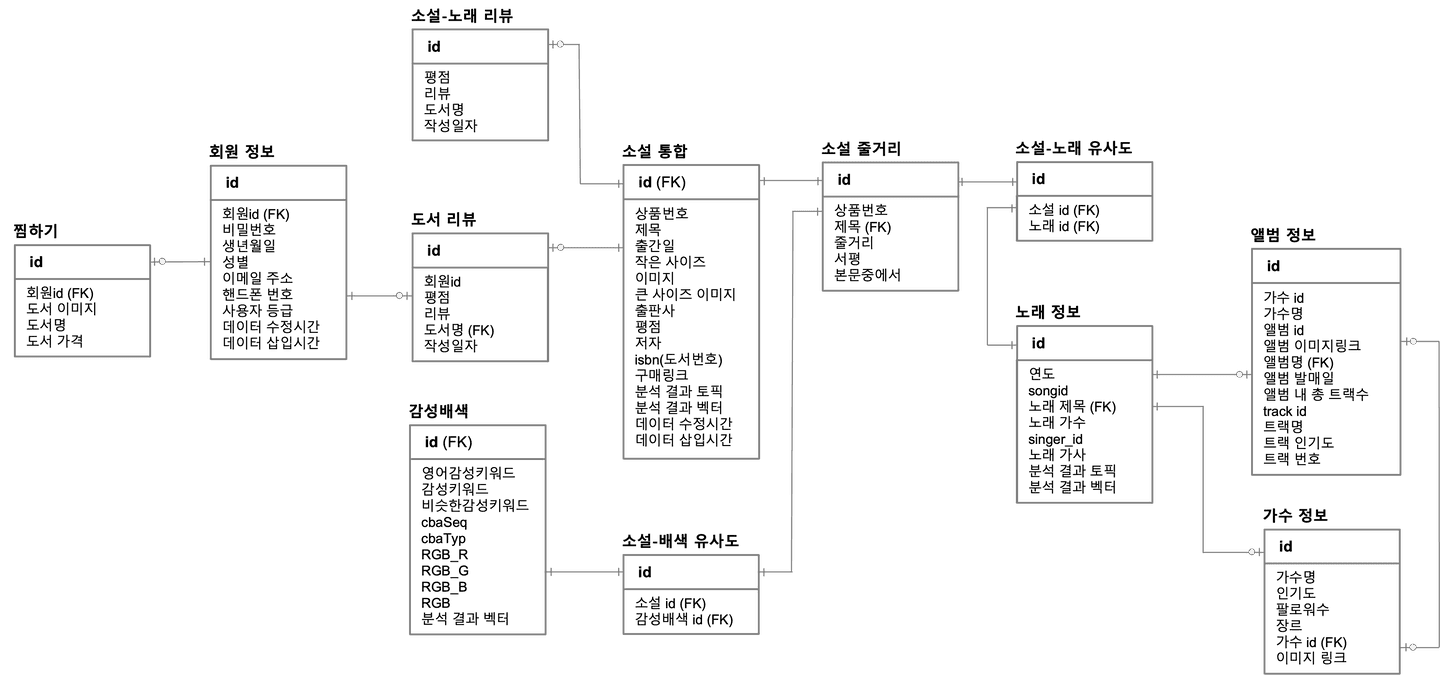 소설-노래 리뷰
id
평점
리뷰
도서명
작성일자
회원 정보
id
회원id (FK)
비밀번호
생년월일
성별
이메일 주소
핸드폰 번호
사용자 등급
데이터 수정시간
데이터 삽입시간
찜하기
id
회원id (FK)
도서 이미지
도서명
도서 가격
도서 리뷰
id
회원id
평점
리뷰
도서명 (FK)
작성일자
감성배색
id (FK)
영어감성키워드
감성키워드
비슷한감성키워드
cbaSeq
cbaTyp
RGB_R
RGB_G
RGB_B
RGB
분석 결과 벡터
소설 통합
id (FK)
상품번호
제목
출간일
작은 사이즈
이미지
큰 사이즈 이미지
출판사
평점
저자
isbn(도서번호)
구매링크
분석 결과 토픽
분석 결과 벡터
데이터 수정시간
데이터 삽입시간
소설-배색 유사도
id
소설 id (FK)
감성배색 id (FK)
소설 줄거리
id
상품번호
제목 (FK)
줄거리
서평
본문중에서
소설-노래 유사도
id
소설 id (FK)
노래 id (FK)
노래 정보
id
연도
songid
노래 제목 (FK)
노래 가수
singer_id
노래 가사
분석 결과 토픽
분석 결과 벡터
앨범 정보
id
가수 id
가수명
앨범 id
앨범 이미지링크
앨범명 (FK)
앨범 발매일
앨범 내 총 트랙수
track id
트랙명
트랙 인기도
트랙 번호
가수 정보
id
가수명
인기도
팔로워수
장르
가수 id (FK)
이미지 링크